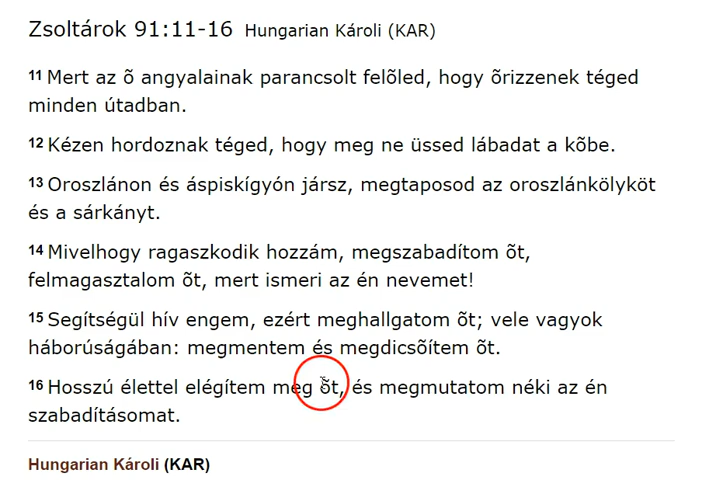 Zsoltárok 91:11-16 Hungarian Károli (KAR)
11 Mert az õ angyalainak parancsolt felõled, hogy õrizzenek téged
minden útadban.
12 Kézen hordoznak téged, hogy meg ne üssed lábadat a kõbe.
13 Oroszlánon és áspiskígyón jársz, megtaposod az oroszlánkölyköt
és a sárkányt.
14 Mivelhogy ragaszkodik hozzám, megszabadítom õt,
felmagasztalom õt, mert ismeri az én nevemet!
15 Segítségül hív engem, ezért meghallgatom õt; vele vagyok
háborúságában: megmentem és megdicsõítem õt.
16 Hosszú élettel elégítem meg õt, és megmutatom néki az én
szabadításomat.
Hungarian Károli (KAR)